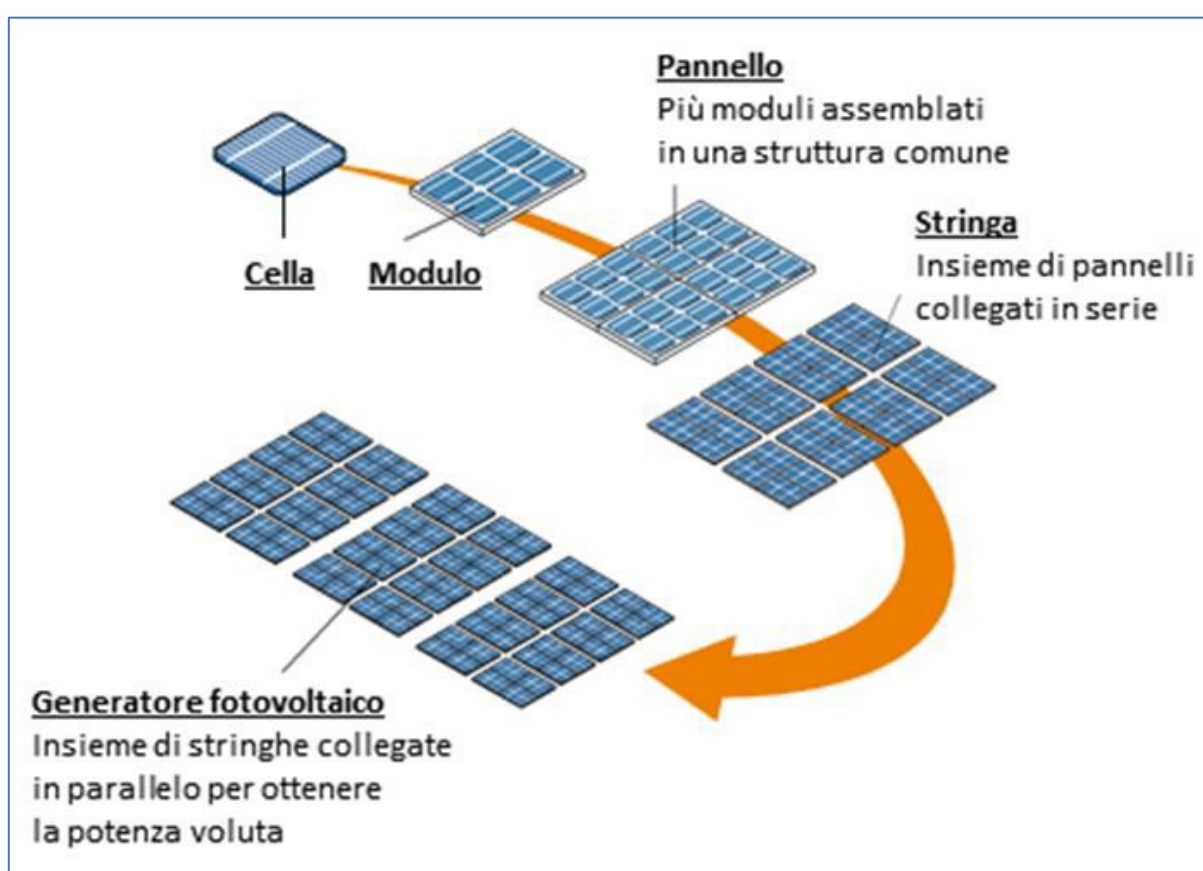 Pannello
Più moduli assemblati
in una struttura comune
Stringa
Insieme di pannelli
collegati in serie
Cella
Modulo
Generatore fotovoltaico
Insieme di stringhe collegate
in parallelo per ottenere
la potenza voluta